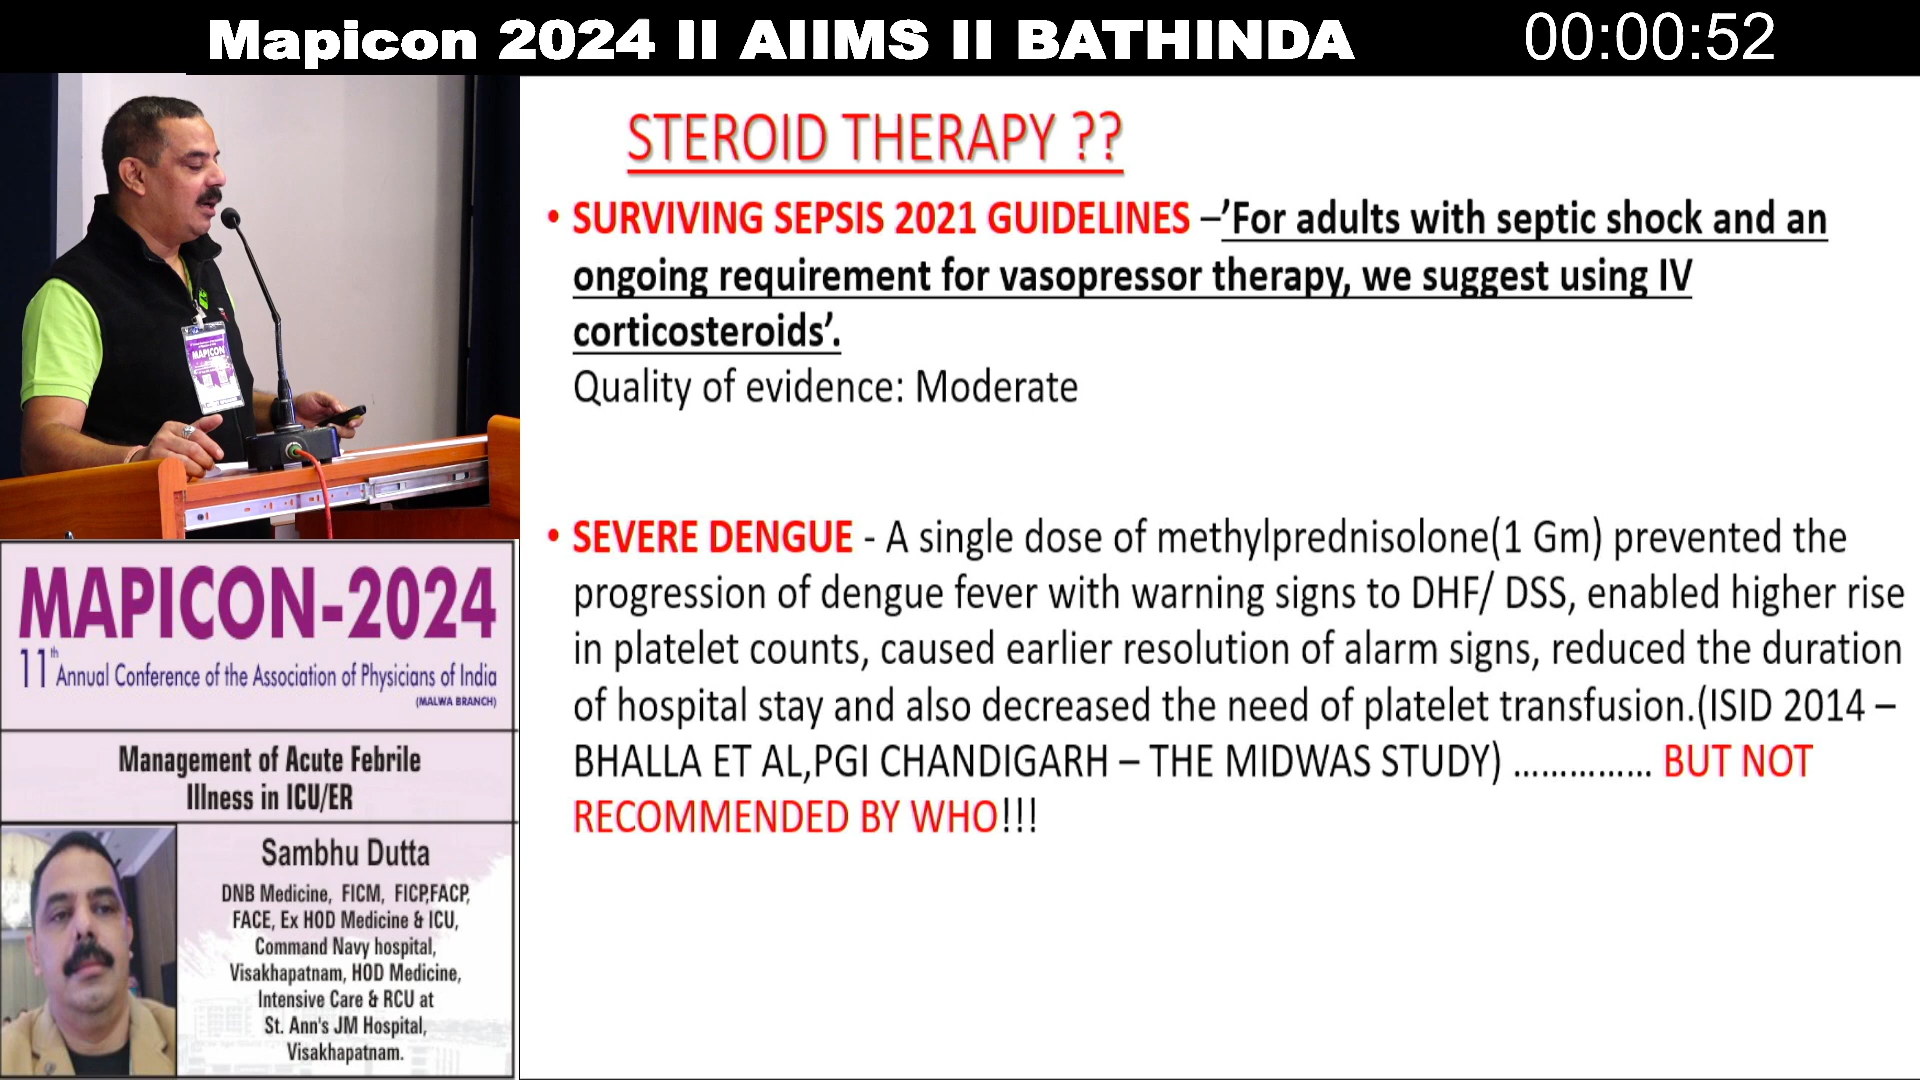 Mapicon 2024 II AIIMS II BATHINDA
00:00:52
MAPICON
STEROID THERAPY ??
• SURVIVING SEPSIS 2021 GUIDELINES –’For adults with septic shock and an
ongoing requirement for vasopressor therapy, we suggest using IV
corticosteroids’.
Quality of evidence: Moderate
• SEVERE DENGUE - A single dose of methylprednisolone(1 Gm) prevented the
progression of dengue fever with warning signs to DHF/ DSS, enabled higher rise
in platelet counts, caused earlier resolution of alarm signs, reduced the duration
of hospital stay and also decreased the need of platelet transfusion.(ISID 2014 –
BHALLA ET AL,PGI CHANDIGARH – THE MIDWAS STUDY) …………… BUT NOT
RECOMMENDED BY WHO!!!
MAPICON-2024
11th Annual Conference of the Association of Physicians of India
(MALWA BRANCH)
Management of Acute Febrile
Illness in ICU/ER
Sambhu Dutta
DNB Medicine, FICM, FICP,FACP,
FACE, Ex HOD Medicine & ICU,
Command Navy hospital,
Visakhapatnam, HOD Medicine,
Intensive Care & RCU at
St. Ann's JM Hospital,
Visakhapatnam.